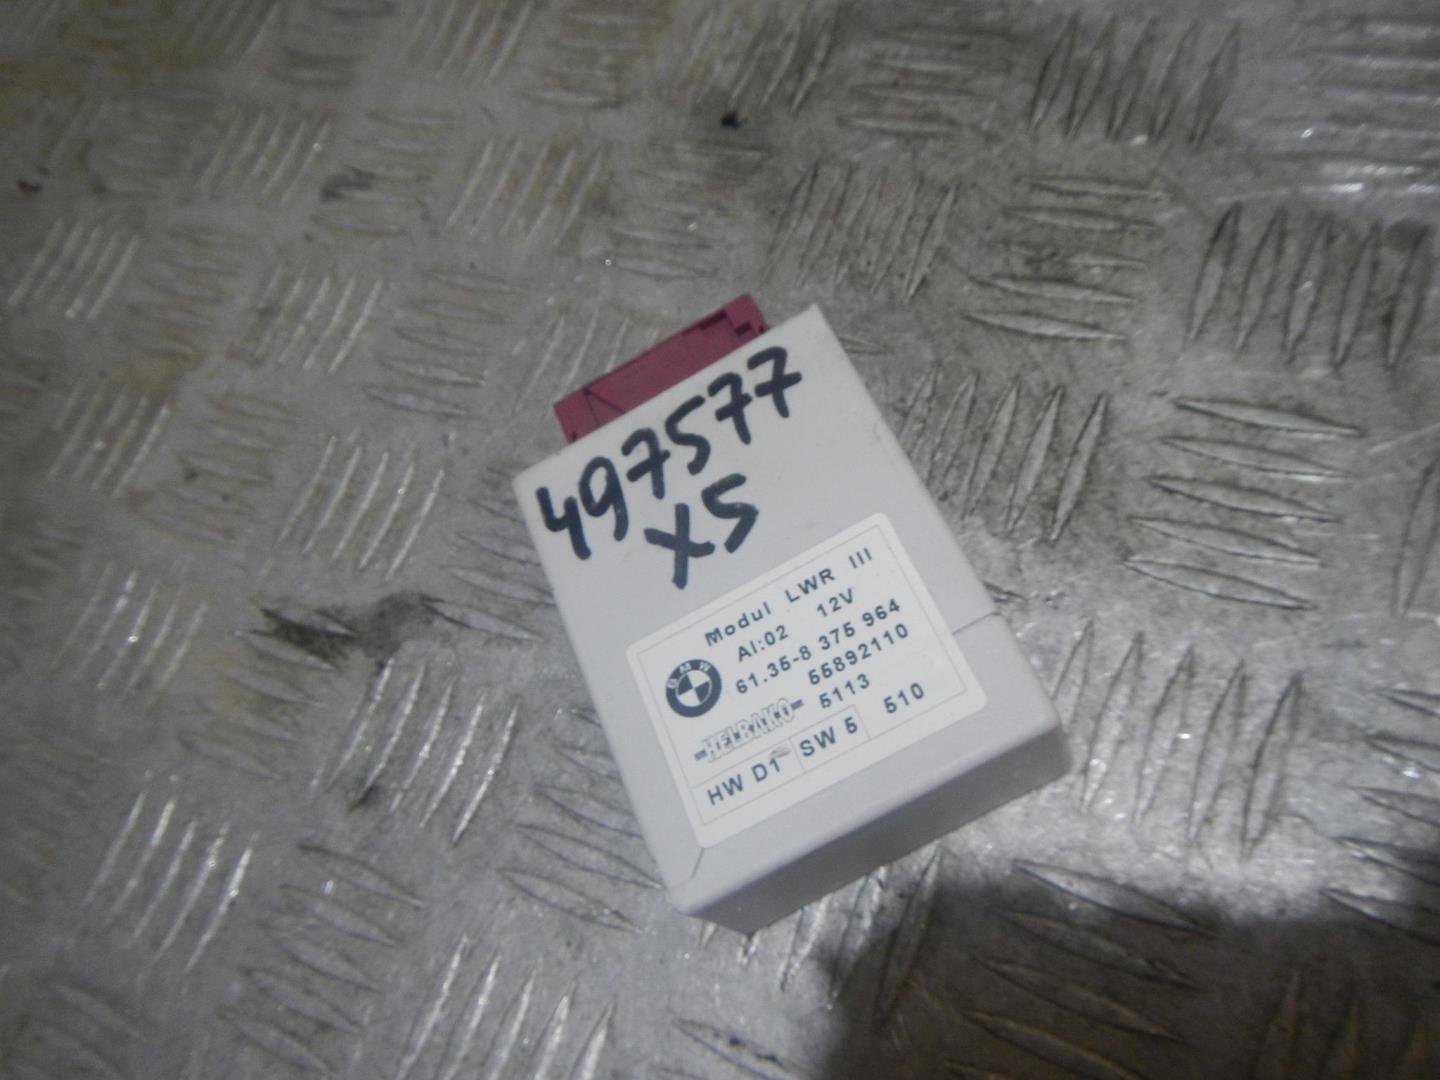 497577
X5
Modul LWR III
AI:02 12V
BMW
61.35-8 375 964
HELBAKO 55892110
5113
HW D1 SW 5 510